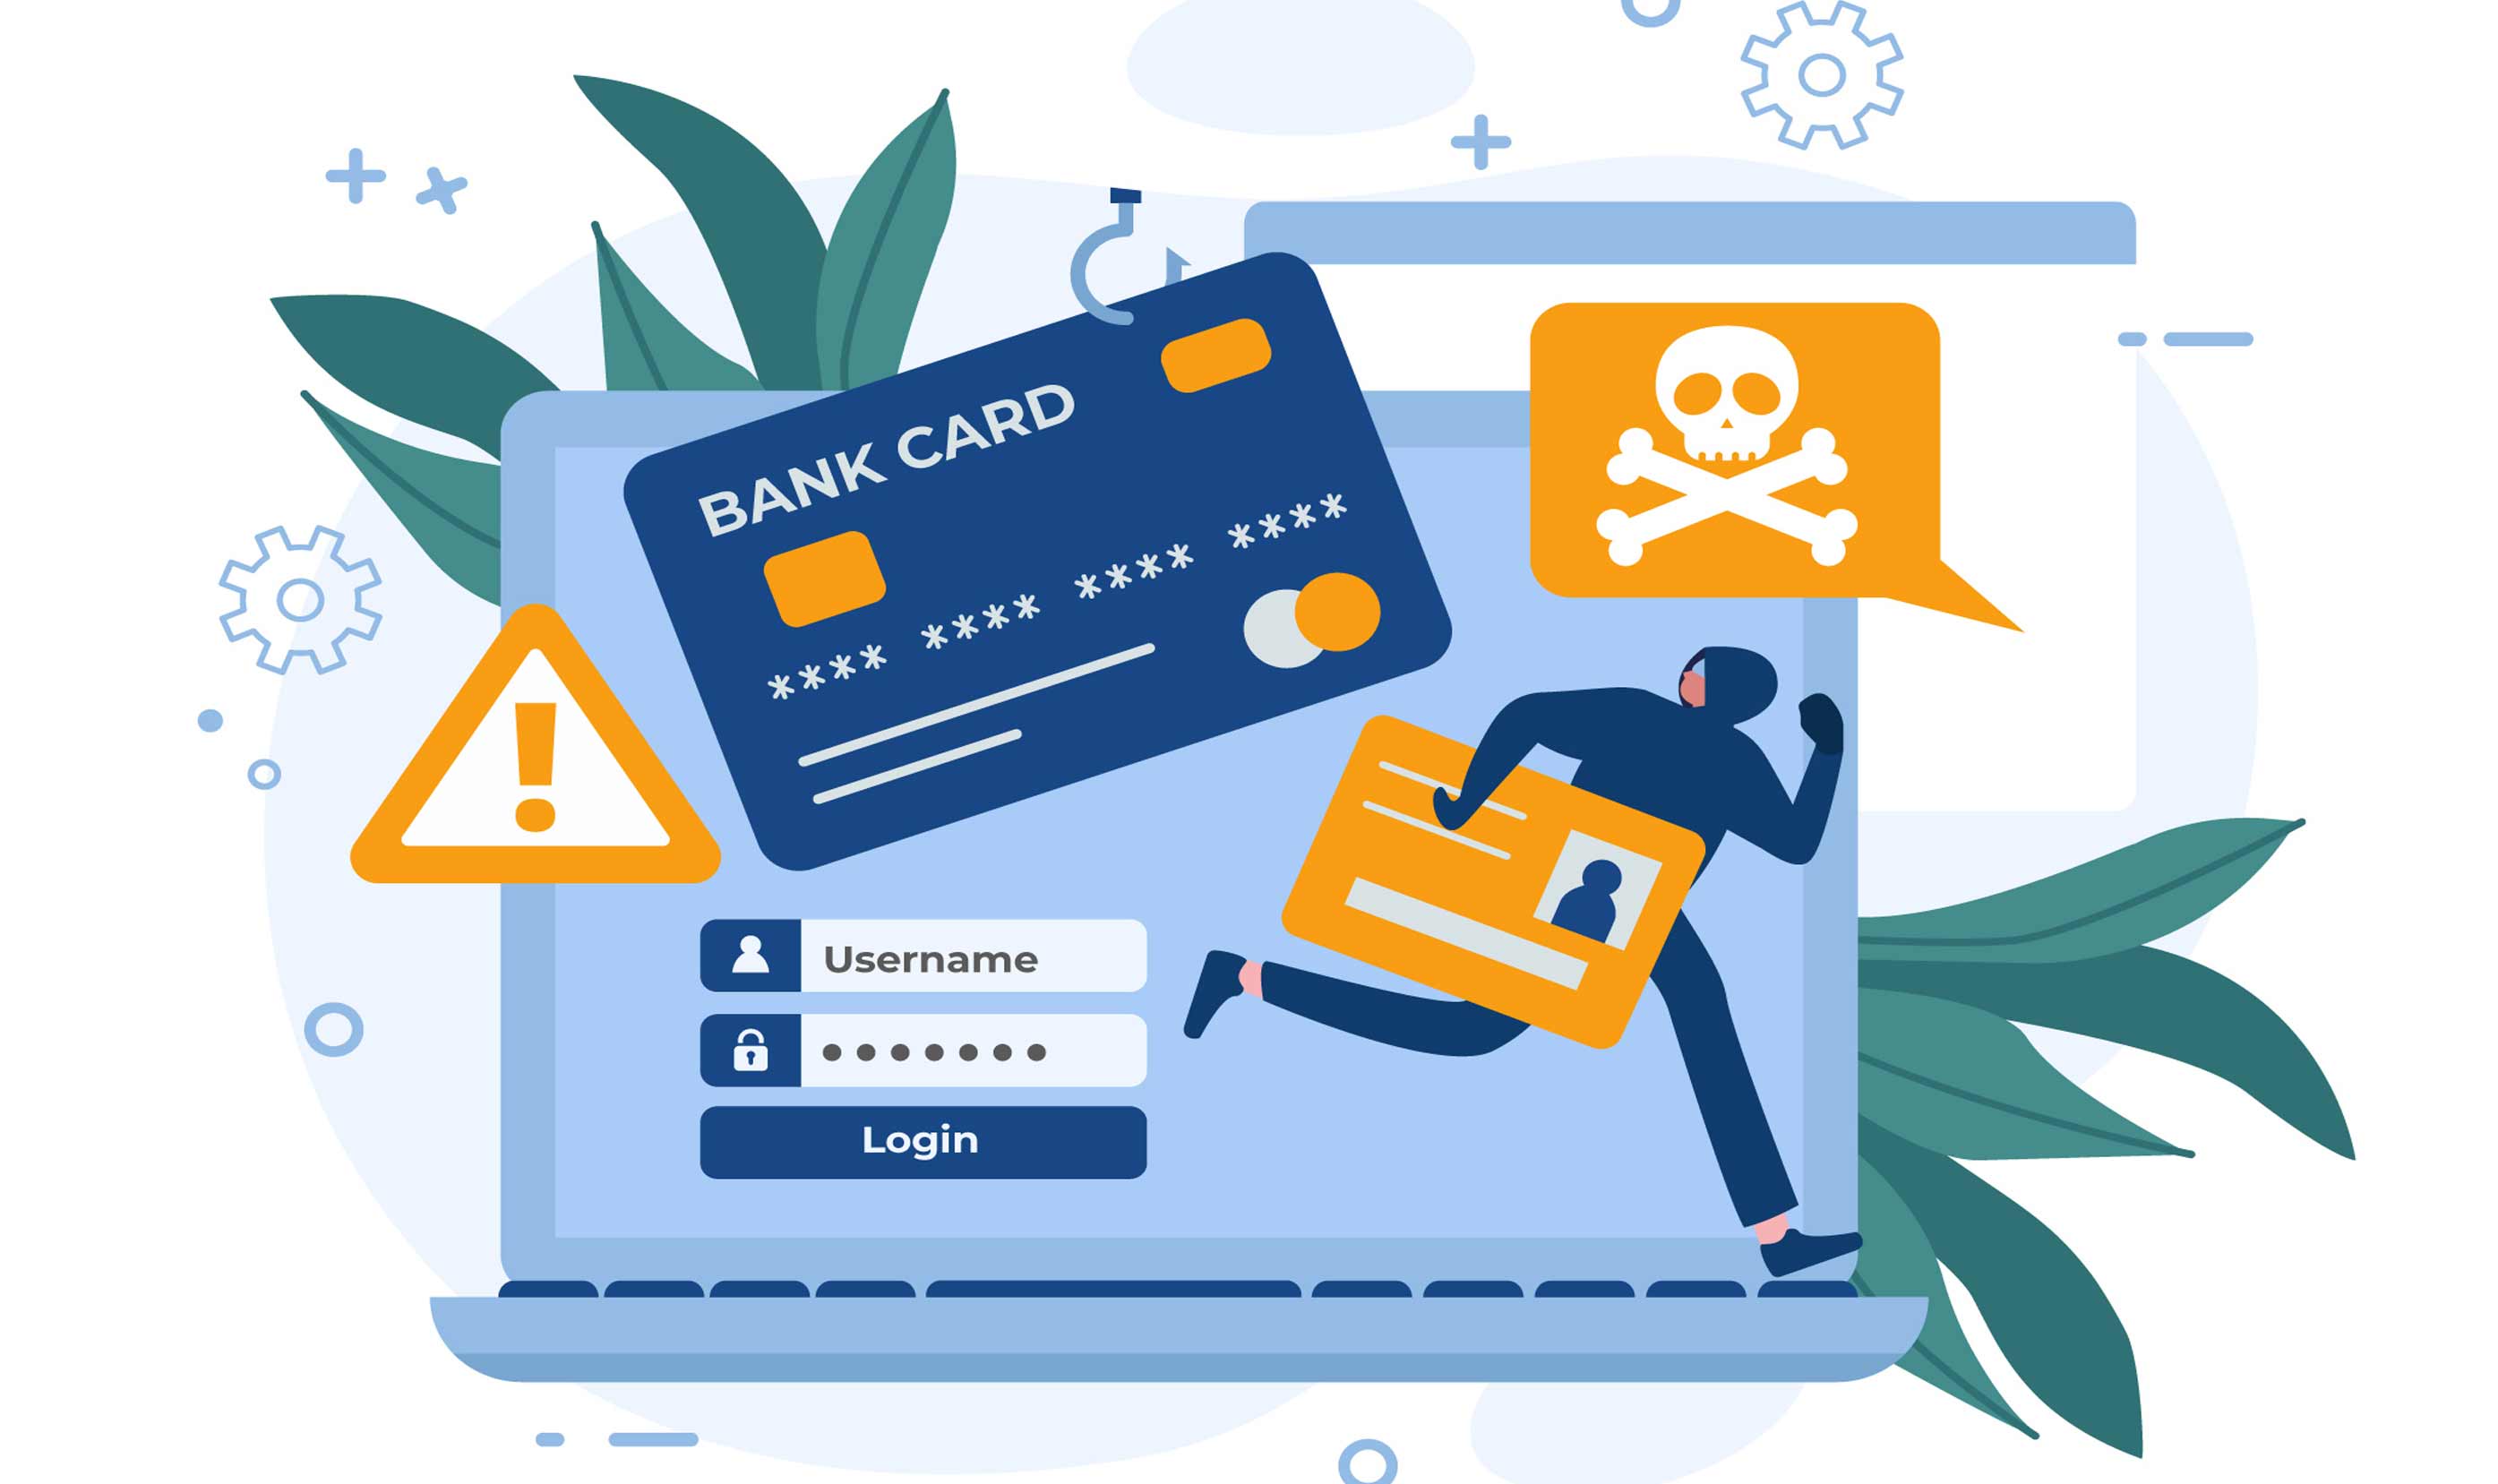 BANK CARD
**** **** **** ****
!
Username
●●●●●●●
Login